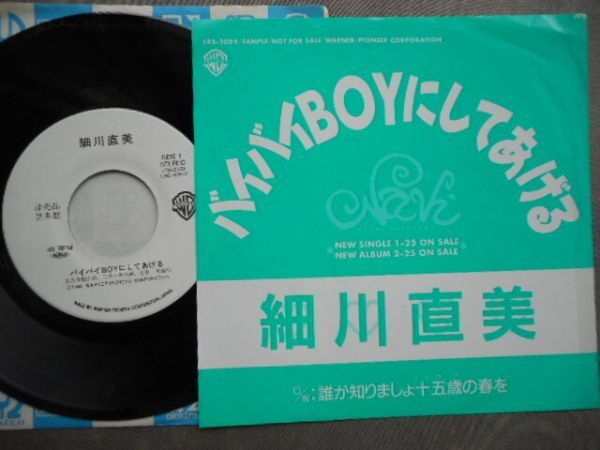 LRS-2059/SAMPLE/NOT FOR SALE/WARNER-PIONEER CORPORATION
バイバイBOYにしてあげる
Naomi
NEW SINGLE 1-25 ON SALE
NEW ALBUM 2-25 ON SALE
細川直美
C/W:誰が知りましょ十五歳の春を
細川直美
SIDE 1
STEREO
非売品
見本盤
45 RPM
バイバイBOYにしてあげる